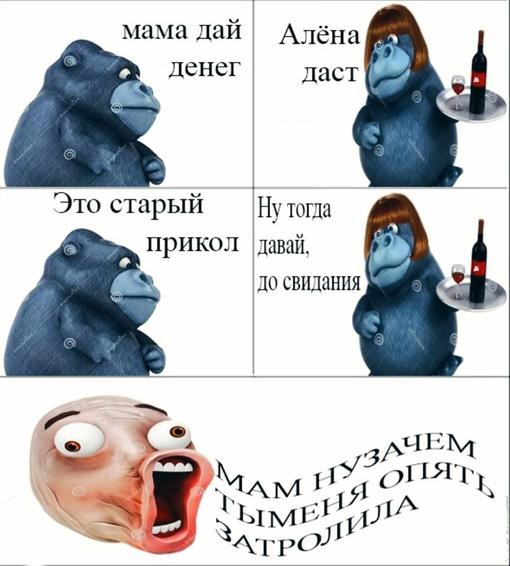 мама дай
денег
Алёна
даст
Это старый
прикол
Ну тогда
давай,
до свидания
МАМ НУЗАЧЕМ
ТЫМЕНЯ ОПЯТЬ
ЗАТРОЛИЛА